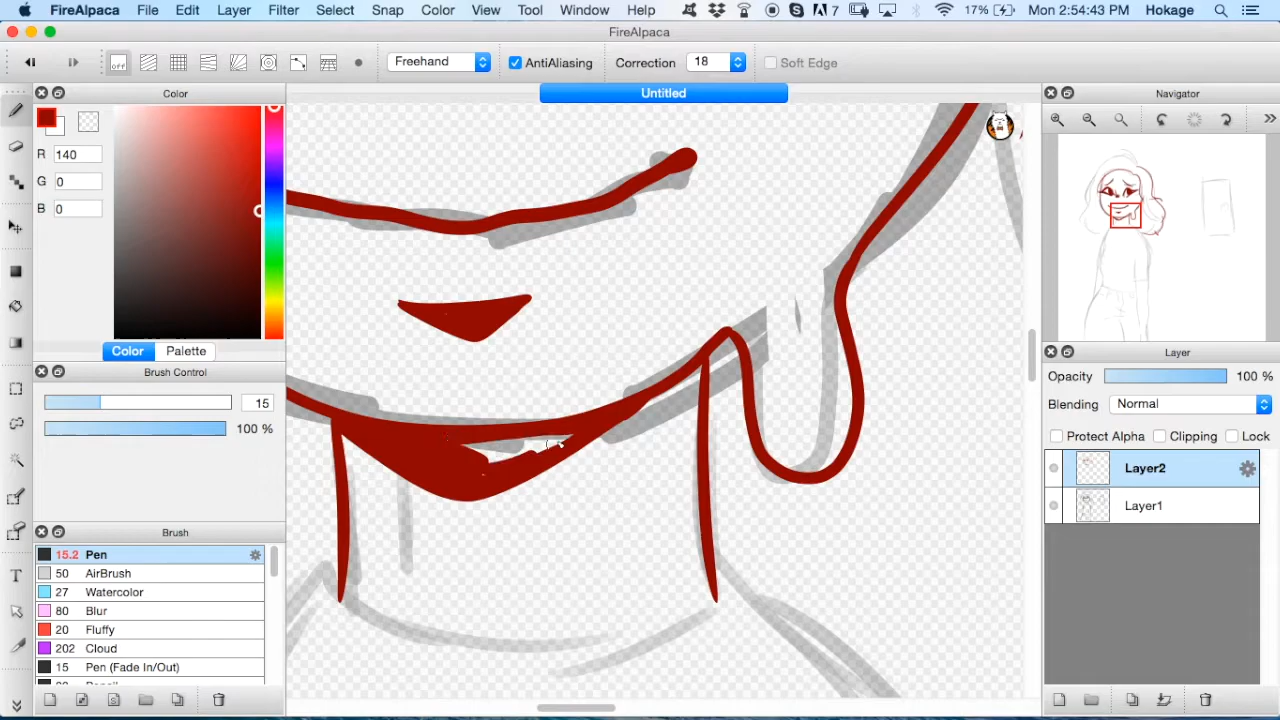 FireAlpaca File Edit Layer Filter Select Snap Color View Tool Window Help 7 17% Mon 2:54:43 PM Hokage
FireAlpaca
off Freehand AntiAliasing Correction 18 Soft Edge
Untitled
Color
R 140
G 0
B 0
Color Palette
Brush Control
15
100 %
Brush
15.2 Pen
50 AirBrush
27 Watercolor
80 Blur
20 Fluffy
202 Cloud
15 Pen (Fade In/Out)
T
Navigator
Layer
Opacity 100 %
Blending Normal
Protect Alpha Clipping Lock
Layer2
Layer1